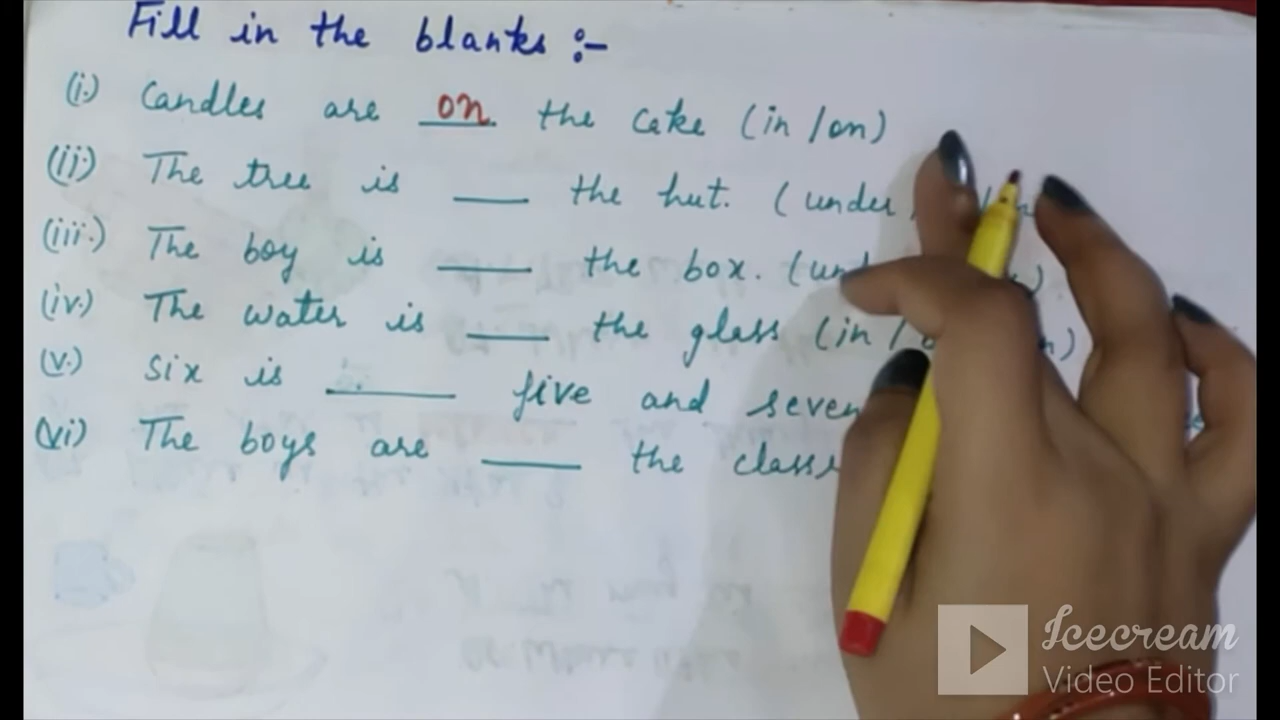 Fill in the blanks :-
(i.) Candles are on the cake (in / on)
(ii.) The tree is ___ the hut. ( under
(iii.) The boy is ___ the box. (
(iv.) The water is ___ the glass (in /
(v.) Six is ___ five and seven
(vi) The boys are ___ the
Icecream
Video Editor